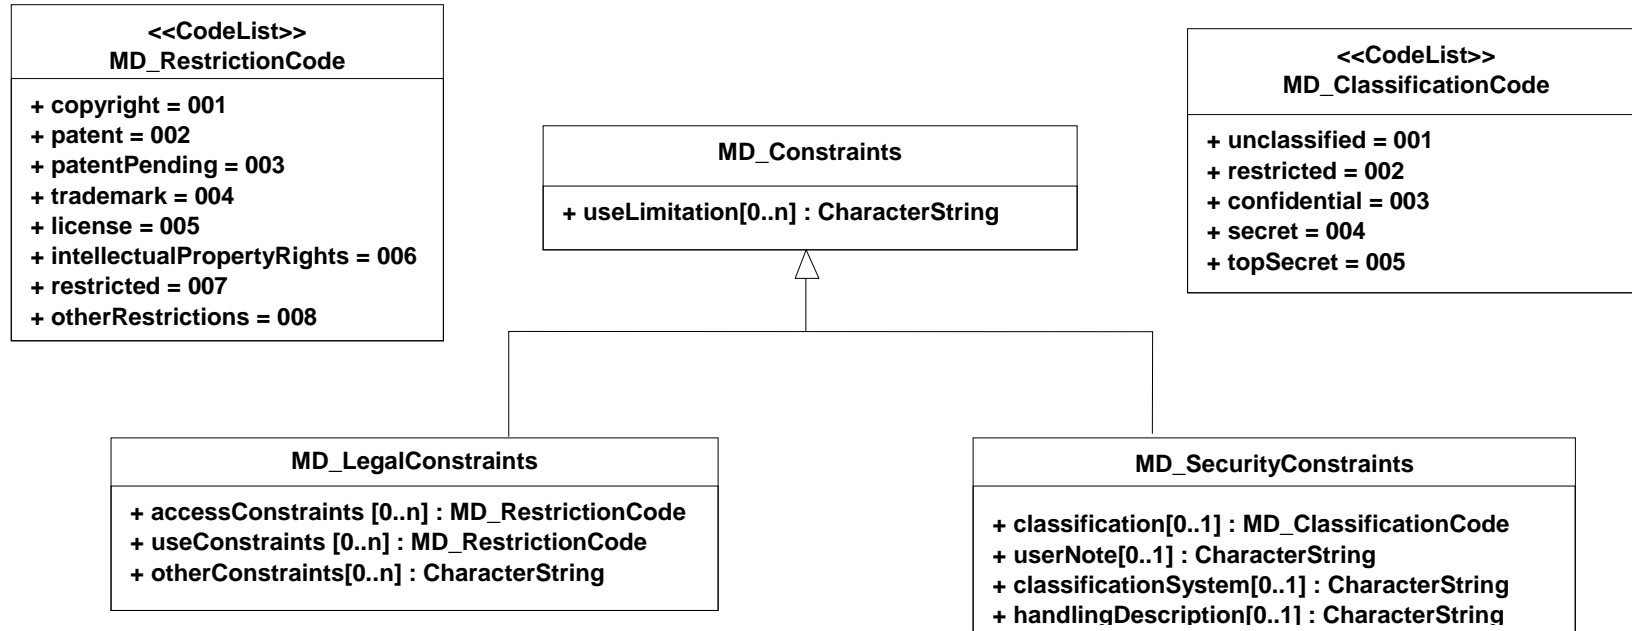 <<CodeList>>
MD_RestrictionCode
+ copyright = 001
+ patent = 002
+ patentPending = 003
+ trademark = 004
+ license = 005
+ intellectualPropertyRights = 006
+ restricted = 007
+ otherRestrictions = 008
MD_Constraints
+ useLimitation[0..n] : CharacterString
<<CodeList>>
MD_ClassificationCode
+ unclassified = 001
+ restricted = 002
+ confidential = 003
+ secret = 004
+ topSecret = 005
MD_LegalConstraints
+ accessConstraints [0..n] : MD_RestrictionCode
+ useConstraints [0..n] : MD_RestrictionCode
+ otherConstraints[0..n] : CharacterString
MD_SecurityConstraints
+ classification[0..1] : MD_ClassificationCode
+ userNote[0..1] : CharacterString
+ classificationSystem[0..1] : CharacterString
+ handlingDescription[0..1] : CharacterString